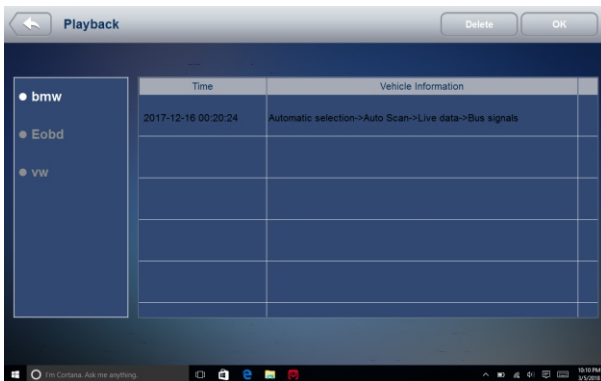 Playback
Delete
OK
Time
Vehicle Information
bmw
2017-12-16 00:20:24
Automatic selection->Auto Scan->Live data->Bus signals
Eobd
vw
I'm Cortana. Ask me anything.
10:10 PM
3/5/2018